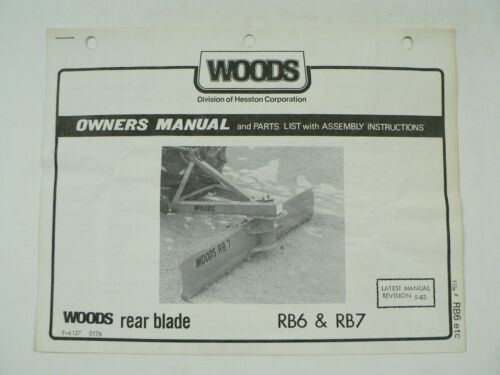 WOODS
Division of Hesston Corporation
OWNERS MANUAL and PARTS LIST with ASSEMBLY INSTRUCTIONS
WOODS
WOODS RB7
LATEST MANUAL
REVISION 5-83
File # RB6 etc
WOODS rear blade
RB6 & RB7
F-6127 0176